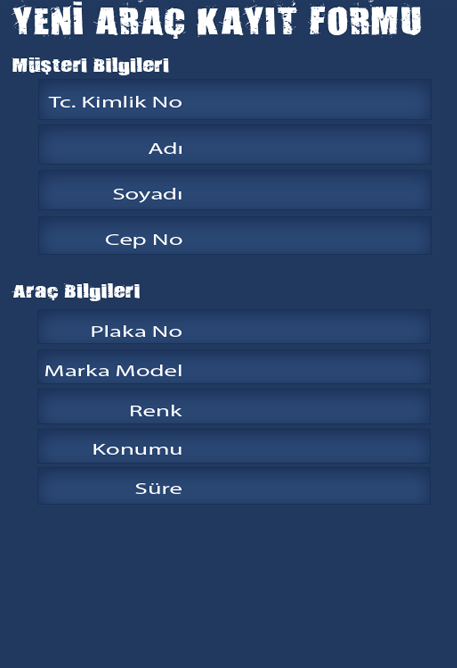 YENİ ARAÇ KAYIT FORMU
Müşteri Bilgileri
Tc. Kimlik No
Adı
Soyadı
Cep No
Araç Bilgileri
Plaka No
Marka Model
Renk
Konumu
Süre